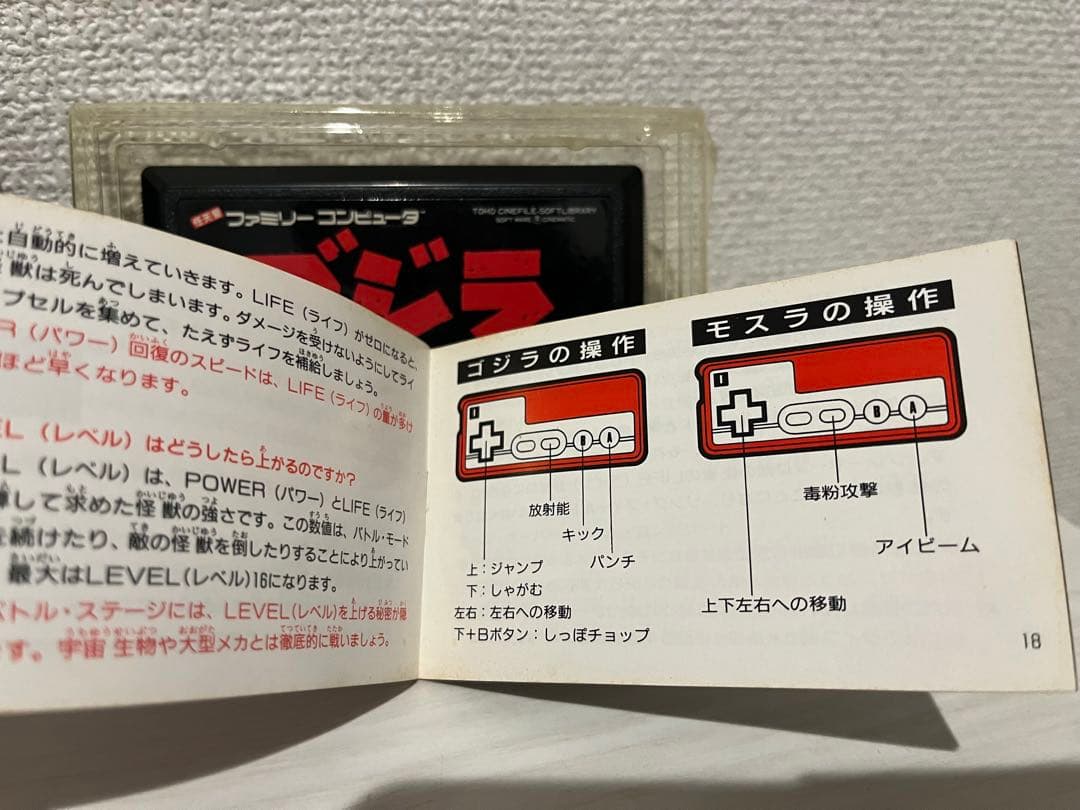 任天堂 ファミリーコンピュータ
TOHO CINEFILE-SOFT LIBRARY
ゴジラ
自動的に増えていきます。LIFE（ライフ）がゼロになると、
獣は死んでしまいます。ダメージを受けないようにしてライ
プセルを集めて、たえずライフを補給しましょう。
ER（パワー）回復のスピードは、LIFE（ライフ）の量が多け
ほど早くなります。
EL（レベル）はどうしたら上がるのですか？
L（レベル）は、POWER（パワー）とLIFE（ライフ）
して求めた怪獣の強さです。この数値は、バトル・モード
続けたり、敵の怪獣を倒したりすることにより上がってい
最大はLEVEL（レベル）16になります。
トル・ステージには、LEVEL（レベル）を上げる秘密が隠
す。宇宙生物や大型メカとは徹底的に戦いましょう。
ゴジラの操作
I
B A
放射能
キック
パンチ
上：ジャンプ
下：しゃがむ
左右：左右への移動
下＋Bボタン：しっぽチョップ
モスラの操作
I
B A
毒粉攻撃
アイビーム
上下左右への移動
18